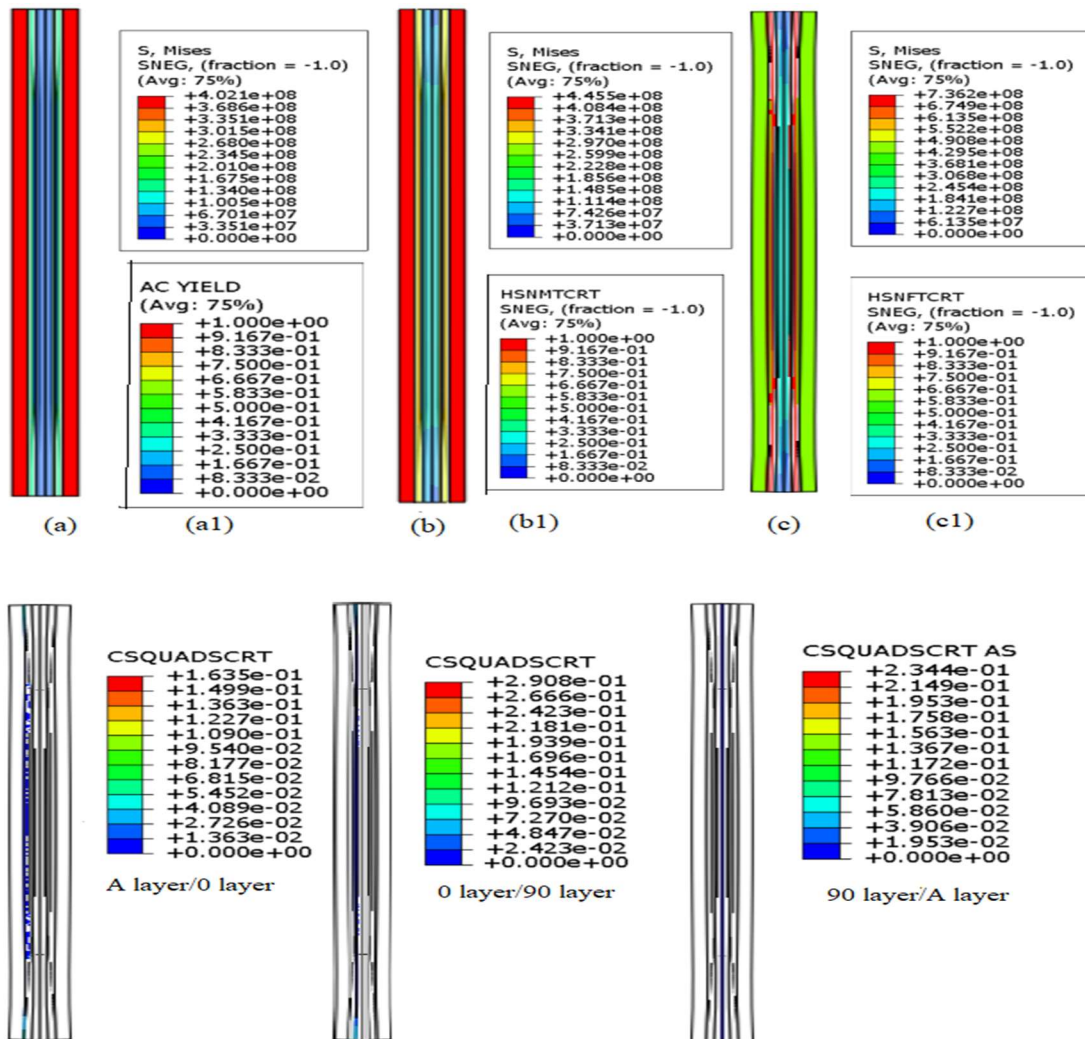 S, Mises
SNEG, (fraction = -1.0)
(Avg: 75%)
+4.021e+08
+3.686e+08
+3.351e+08
+3.015e+08
+2.680e+08
+2.345e+08
+2.010e+08
+1.675e+08
+1.340e+08
+1.005e+08
+6.701e+07
+3.351e+07
+0.000e+00
AC YIELD
(Avg: 75%)
+1.000e+00
+9.167e-01
+8.333e-01
+7.500e-01
+6.667e-01
+5.833e-01
+5.000e-01
+4.167e-01
+3.333e-01
+2.500e-01
+1.667e-01
+8.333e-02
+0.000e+00
(a)
(a1)
S, Mises
SNEG, (fraction = -1.0)
(Avg: 75%)
+4.455e+08
+4.084e+08
+3.713e+08
+3.341e+08
+2.970e+08
+2.599e+08
+2.228e+08
+1.856e+08
+1.485e+08
+1.114e+08
+7.426e+07
+3.713e+07
+0.000e+00
HSNMTCRT
SNEG, (fraction = -1.0)
(Avg: 75%)
+1.000e+00
+9.167e-01
+8.333e-01
+7.500e-01
+6.667e-01
+5.833e-01
+5.000e-01
+4.167e-01
+3.333e-01
+2.500e-01
+1.667e-01
+8.333e-02
+0.000e+00
(b)
(b1)
S, Mises
SNEG, (fraction = -1.0)
(Avg: 75%)
+7.362e+08
+6.749e+08
+6.135e+08
+5.522e+08
+4.908e+08
+4.295e+08
+3.681e+08
+3.068e+08
+2.454e+08
+1.841e+08
+1.227e+08
+6.135e+07
+0.000e+00
HSNFTCRT
SNEG, (fraction = -1.0)
(Avg: 75%)
+1.000e+00
+9.167e-01
+8.333e-01
+7.500e-01
+6.667e-01
+5.833e-01
+5.000e-01
+4.167e-01
+3.333e-01
+2.500e-01
+1.667e-01
+8.333e-02
+0.000e+00
(c)
(c1)
CSQUADSCRT
+1.635e-01
+1.499e-01
+1.363e-01
+1.227e-01
+1.090e-01
+9.540e-02
+8.177e-02
+6.815e-02
+5.452e-02
+4.089e-02
+2.726e-02
+1.363e-02
+0.000e+00
A layer/0 layer
CSQUADSCRT
+2.908e-01
+2.666e-01
+2.423e-01
+2.181e-01
+1.939e-01
+1.696e-01
+1.454e-01
+1.212e-01
+9.693e-02
+7.270e-02
+4.847e-02
+2.423e-02
+0.000e+00
0 layer/90 layer
CSQUADSCRT AS
+2.344e-01
+2.149e-01
+1.953e-01
+1.758e-01
+1.563e-01
+1.367e-01
+1.172e-01
+9.766e-02
+7.813e-02
+5.860e-02
+3.906e-02
+1.953e-02
+0.000e+00
90 layer/A layer